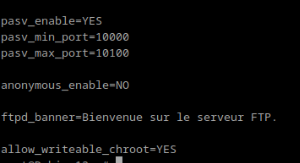 pasv_enable=YES
pasv_min_port=10000
pasv_max_port=10100
anonymous_enable=NO
ftpd_banner=Bienvenue sur le serveur FTP.
allow_writeable_chroot=YES